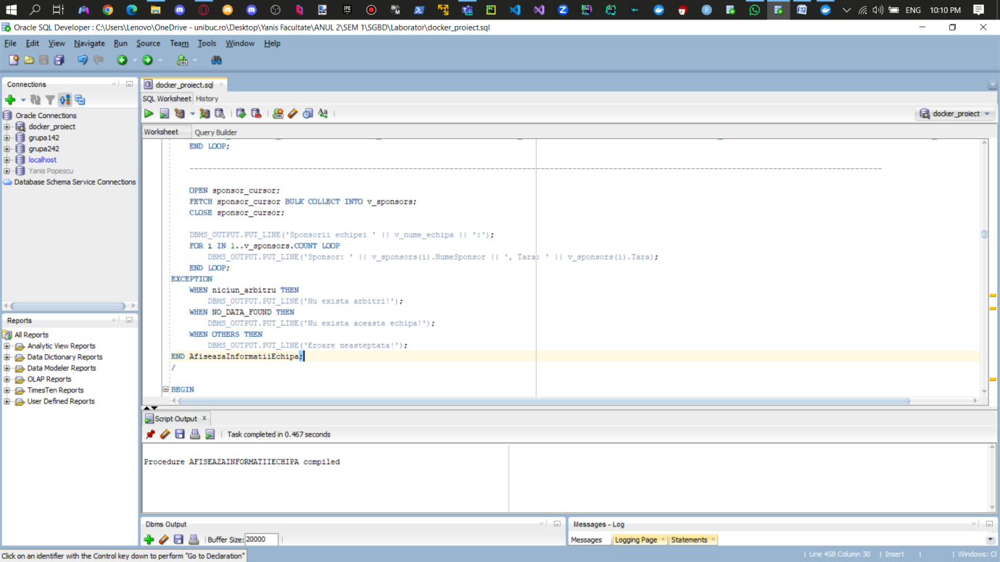 ENG
10:10 PM
Oracle SQL Developer : C:\Users\Lenovo\OneDrive - unibuc.ro\Desktop\Yanis Facultate\ANUL 2\SEM 1\SGBD\Laborator\docker_proiect.sql
File Edit View Navigate Run Source Team Tools Window Help
Connections
Oracle Connections
docker_project
grupa142
grupa242
localhost
Yanis Popescu
Database Schema Service Connections
Reports
All Reports
Analytic View Reports
Data Dictionary Reports
Data Modeler Reports
OLAP Reports
TimesTen Reports
User Defined Reports
docker_proiect.sql
SQL Worksheet History
docker_project
Worksheet Query Builder
END LOOP;
OPEN sponsor_cursor;
FETCH sponsor_cursor BULK COLLECT INTO v_sponsors;
CLOSE sponsor_cursor;
DBMS_OUTPUT.PUT_LINE('Sponsorii echipei ' || v_nume_echipa || ':');
FOR i IN 1..v_sponsors.COUNT LOOP
DBMS_OUTPUT.PUT_LINE('Sponsor: ' || v_sponsors(i).NumeSponsor || ', Tara: ' || v_sponsors(i).Tara);
END LOOP;
EXCEPTION
WHEN niciun_arbitru THEN
DBMS_OUTPUT.PUT_LINE('Nu exista arbitri!');
WHEN NO_DATA_FOUND THEN
DBMS_OUTPUT.PUT_LINE('Nu exista aceasta echipa!');
WHEN OTHERS THEN
DBMS_OUTPUT.PUT_LINE('Eroare neasteptata!');
END AfiseazaInformatiiEchipa;
/
BEGIN
Script Output
Task completed in 0.467 seconds
Procedure AFISEAZAINFORMATIIECHIPA compiled
Dbms Output
Buffer Size: 20000
Messages - Log
Messages Logging Page Statements
Click on an identifier with the Control key down to perform "Go to Declaration"
Line 458 Column 30 Insert Windows: